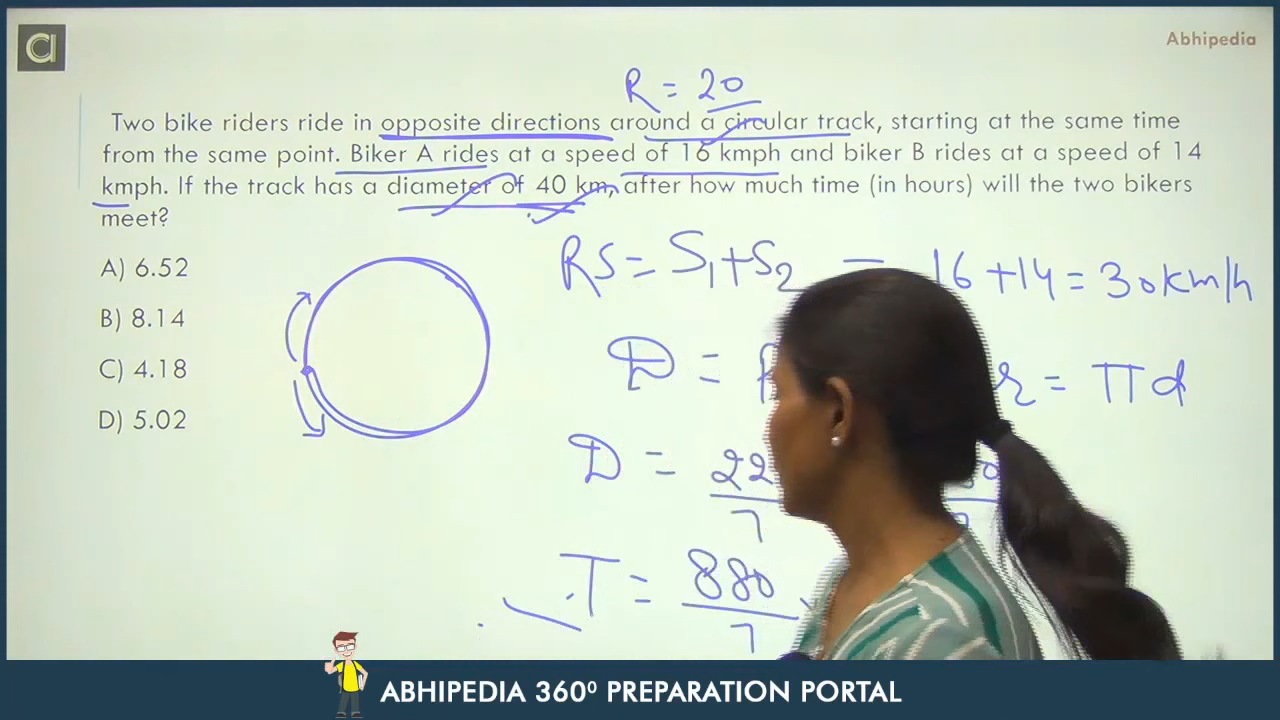 Abhipedia
R = 20
Two bike riders ride in opposite directions around a circular track, starting at the same time
from the same point. Biker A rides at a speed of 16 kmph and biker B rides at a speed of 14
kmph. If the track has a diameter of 40 km, after how much time (in hours) will the two bikers
meet?
A) 6.52
B) 8.14
C) 4.18
D) 5.02
RS = S1+S2 = 16 +14 = 30km/h
D = = πd
D = 22
7
T = 880
7
ABHIPEDIA 360⁰ PREPARATION PORTAL